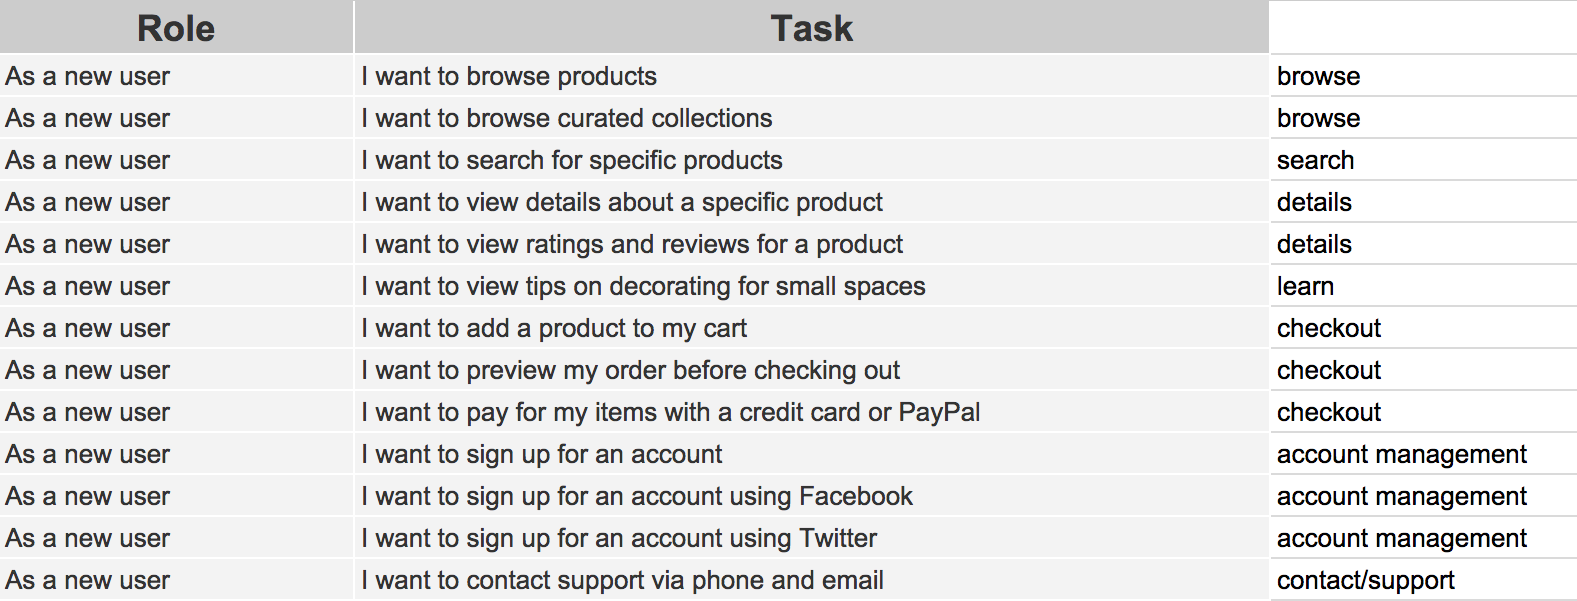 Role Task
As a new user I want to browse products browse
As a new user I want to browse curated collections browse
As a new user I want to search for specific products search
As a new user I want to view details about a specific product details
As a new user I want to view ratings and reviews for a product details
As a new user I want to view tips on decorating for small spaces learn
As a new user I want to add a product to my cart checkout
As a new user I want to preview my order before checking out checkout
As a new user I want to pay for my items with a credit card or PayPal checkout
As a new user I want to sign up for an account account management
As a new user I want to sign up for an account using Facebook account management
As a new user I want to sign up for an account using Twitter account management
As a new user I want to contact support via phone and email contact/support